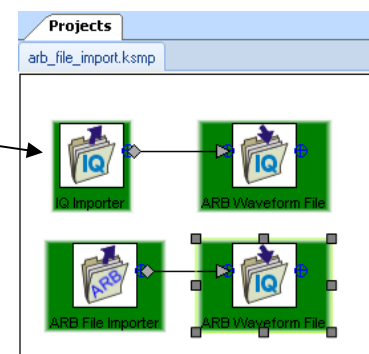 Projects
arb_file_import.ksmp
IQ IQ
IQ Importer ARB Waveform File
ARB IQ
ARB File Importer ARB Waveform File